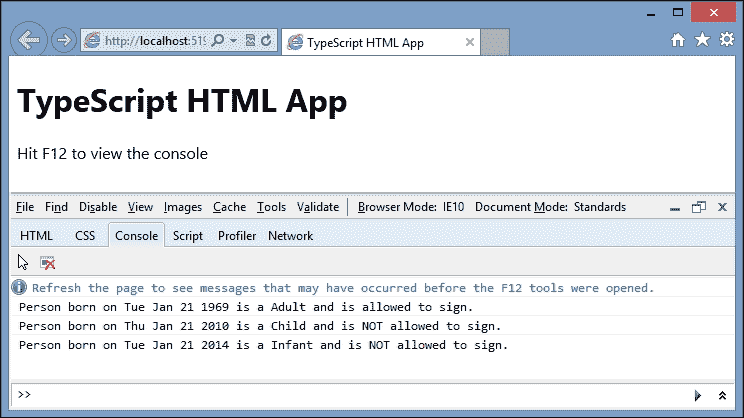 http://localhost:519
TypeScript HTML App
TypeScript HTML App
Hit F12 to view the console
File Find Disable View Images Cache Tools Validate Browser Mode: IE10 Document Mode: Standards
HTML CSS Console Script Profiler Network
Refresh the page to see messages that may have occurred before the F12 tools were opened.
Person born on Tue Jan 21 1969 is a Adult and is allowed to sign.
Person born on Thu Jan 21 2010 is a Child and is NOT allowed to sign.
Person born on Tue Jan 21 2014 is a Infant and is NOT allowed to sign.
>>